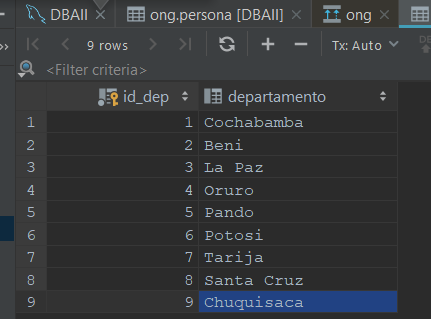 DBAII ong.persona [DBAII] ong
9 rows Tx: Auto
<Filter criteria>
id_dep departamento
1 1 Cochabamba
2 2 Beni
3 3 La Paz
4 4 Oruro
5 5 Pando
6 6 Potosi
7 7 Tarija
8 8 Santa Cruz
9 9 Chuquisaca